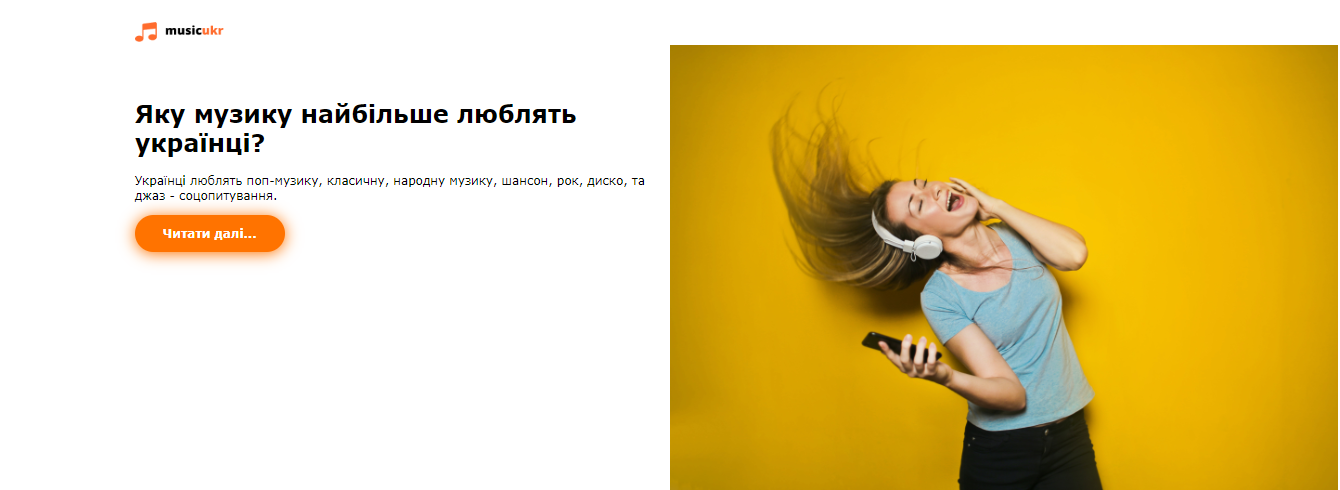 musicukr
Яку музику найбільше люблять
українці?
Українці люблять поп-музику, класичну, народну музику, шансон, рок, диско, та
джаз - соцопитування.
Читати далі...